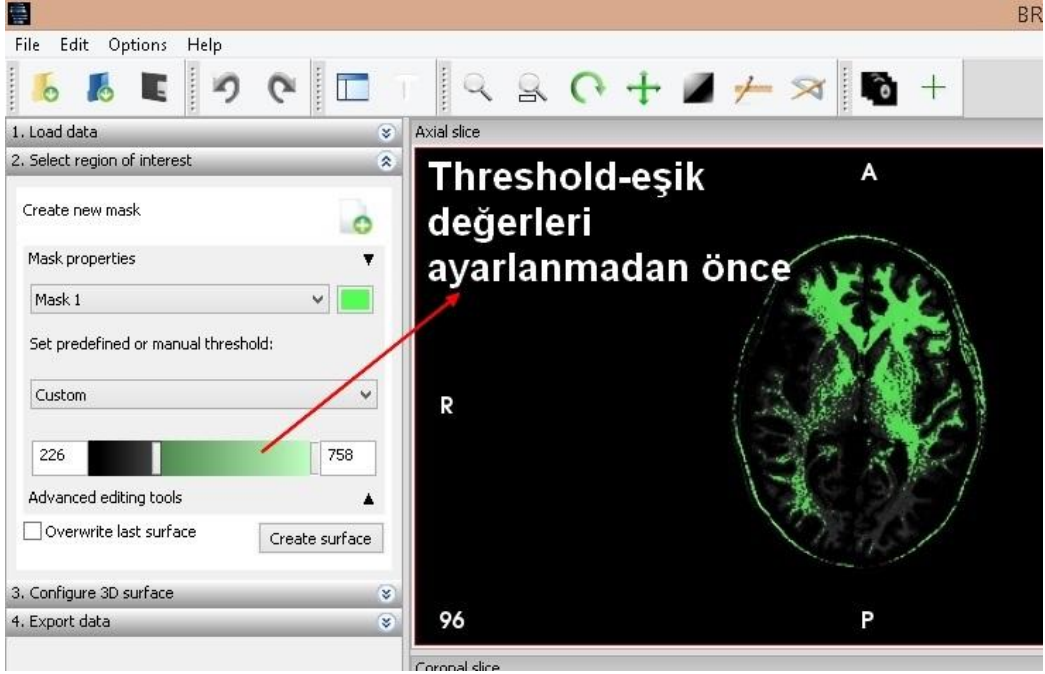 BR
File Edit Options Help
1. Load data
2. Select region of interest
Create new mask
Mask properties
Mask 1
Set predefined or manual threshold:
Custom
226 758
Advanced editing tools
Overwrite last surface
Create surface
3. Configure 3D surface
4. Export data
Axial slice
Threshold-eşik
değerleri
ayarlanmadan önce
A
R
96
P
Coronal slice